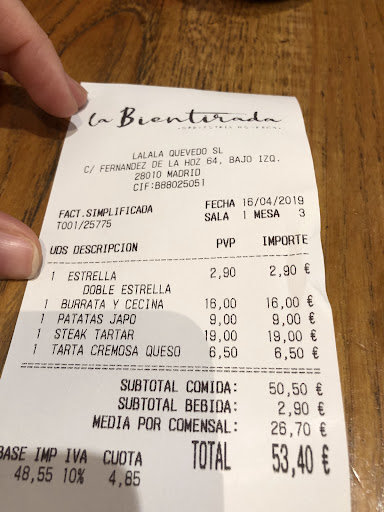 la Bientirada
LALALA QUEVEDO SL
C/ FERNANDEZ DE LA HOZ 64, BAJO IZQ.
28010 MADRID
CIF:B88025051
FACT.SIMPLIFICADA FECHA 16/04/2019
T001/25775 SALA 1 MESA 3
UDS DESCRIPCION PVP IMPORTE
1 ESTRELLA 2,90 2,90 €
DOBLE ESTRELLA
1 BURRATA Y CECINA 16,00 16,00 €
1 PATATAS JAPO 9,00 9,00 €
1 STEAK TARTAR 19,00 19,00 €
1 TARTA CREMOSA QUESO 6,50 6,50 €
SUBTOTAL COMIDA: 50,50 €
SUBTOTAL BEBIDA: 2,90 €
MEDIA POR COMENSAL: 26,70 €
BASE IMP IVA CUOTA TOTAL 53,40 €
48,55 10% 4,85